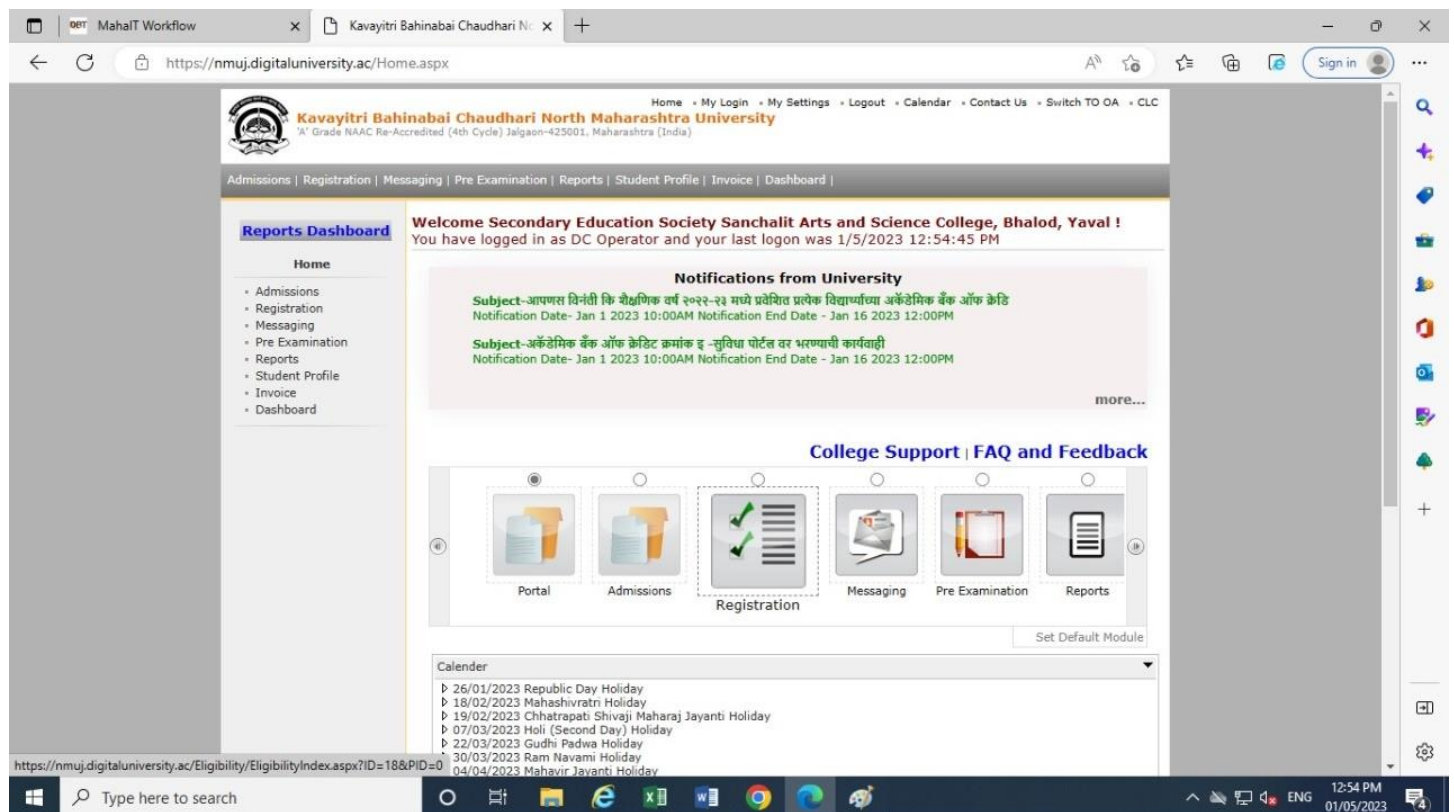 MahaIT Workflow
Kavayitri Bahinabai Chaudhari No
https://nmuj.digitaluniversity.ac/Home.aspx
Sign in
Home • My Login • My Settings • Logout • Calendar • Contact Us • Switch TO OA • CLC
Kavayitri Bahinabai Chaudhari North Maharashtra University
'A' Grade NAAC Re-Accredited (4th Cycle) Jalgaon-425001, Maharashtra (India)
Admissions | Registration | Messaging | Pre Examination | Reports | Student Profile | Invoice | Dashboard |
Reports Dashboard
Home
Admissions
Registration
Messaging
Pre Examination
Reports
Student Profile
Invoice
Dashboard
Welcome Secondary Education Society Sanchalit Arts and Science College, Bhalod, Yaval !
You have logged in as DC Operator and your last logon was 1/5/2023 12:54:45 PM
Notifications from University
Subject-आपणास विनंती कि शैक्षणिक वर्ष २०२२-२३ मध्ये प्रवेशित प्रत्येक विद्यार्थ्याच्या अकॅडेमिक बँक ऑफ क्रेडि
Notification Date- Jan 1 2023 10:00AM Notification End Date - Jan 16 2023 12:00PM
Subject-अकॅडेमिक बँक ऑफ क्रेडिट क्रमांक इ -सुविधा पोर्टल वर भरण्याची कार्यवाही
Notification Date- Jan 1 2023 10:00AM Notification End Date - Jan 16 2023 12:00PM
more...
College Support | FAQ and Feedback
Portal
Admissions
Registration
Messaging
Pre Examination
Reports
Set Default Module
Calender
26/01/2023 Republic Day Holiday
18/02/2023 Mahashivratri Holiday
19/02/2023 Chhatrapati Shivaji Maharaj Jayanti Holiday
07/03/2023 Holi (Second Day) Holiday
22/03/2023 Gudhi Padwa Holiday
30/03/2023 Ram Navami Holiday
04/04/2023 Mahavir Jayanti Holiday
https://nmuj.digitaluniversity.ac/Eligibility/EligibilityIndex.aspx?ID=18&PID=0
Type here to search
ENG
12:54 PM
01/05/2023